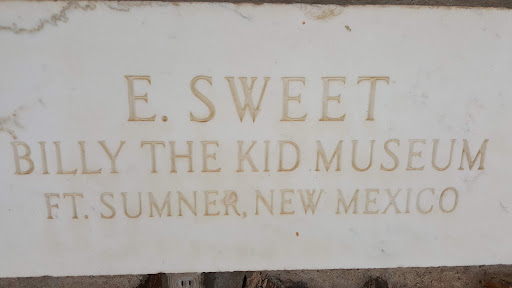 E. SWEET
BILLY THE KID MUSEUM
FT. SUMNER, NEW MEXICO